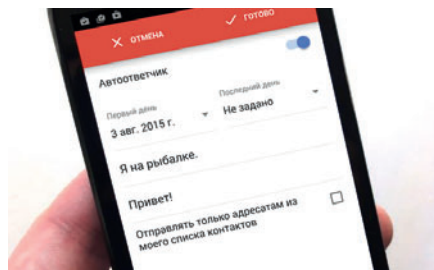 ОТМЕНА
ГОТОВО
Автоответчик
Первый день
Последний день
3 авг. 2015 г.
Не задано
Я на рыбалке.
Привет!
Отправлять только адресатам из
моего списка контактов